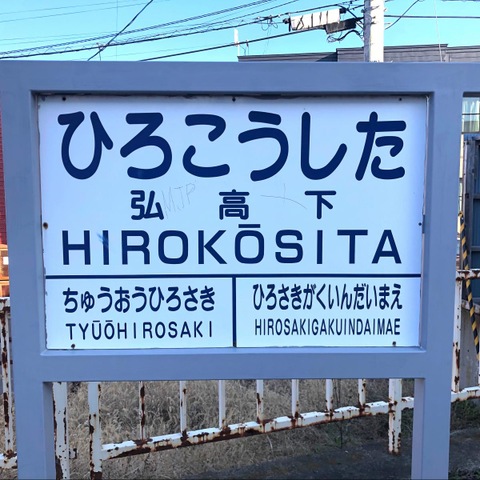 ひろこうした
弘高下
HIROKŌSITA
ちゅうおうひろさき
TYŪŌHIROSAKI
ひろさきがくいんだいまえ
HIROSAKIGAKUINDAIMAE